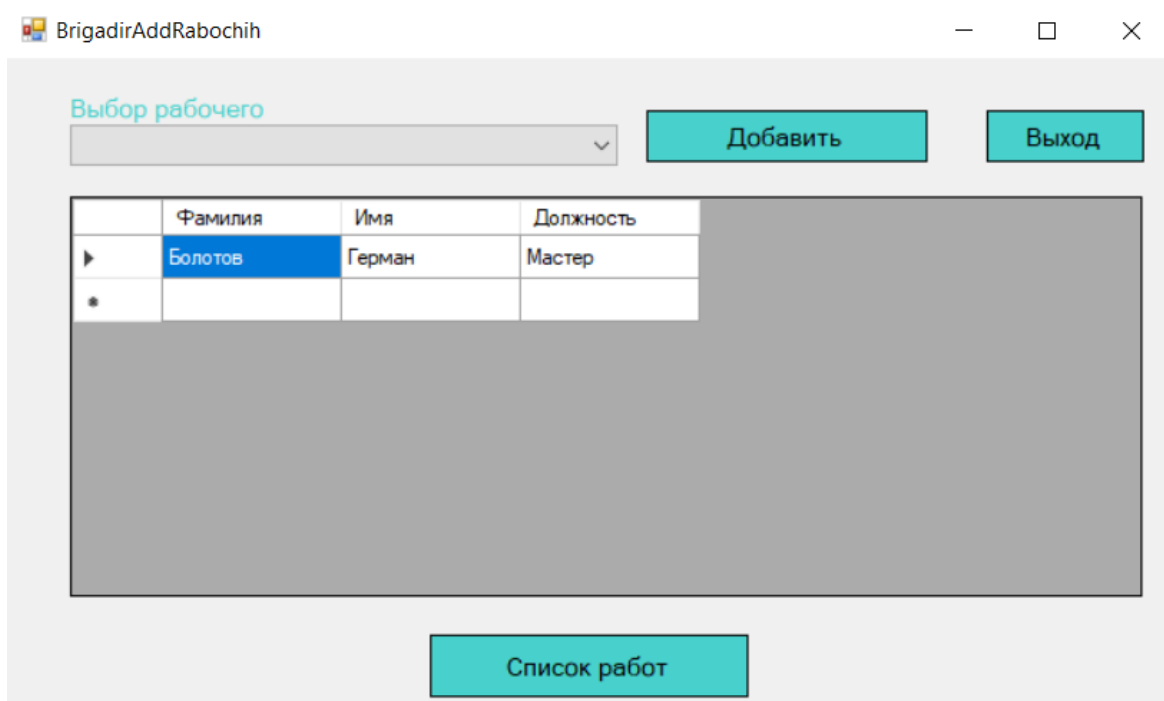 BrigadirAddRabochih
Выбор рабочего
Добавить
Выход
Фамилия Имя Должность
Болотов Герман Мастер
Список работ